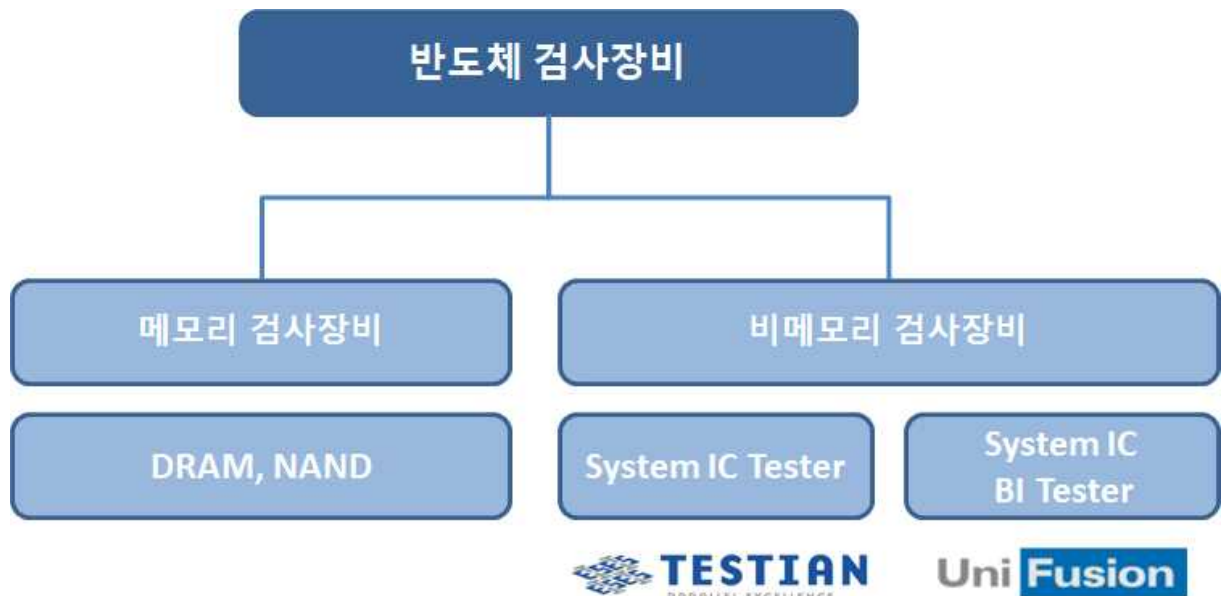 반도체 검사장비
메모리 검사장비
비메모리 검사장비
DRAM, NAND
System IC Tester
System IC
BI Tester
TESTIAN
Uni Fusion